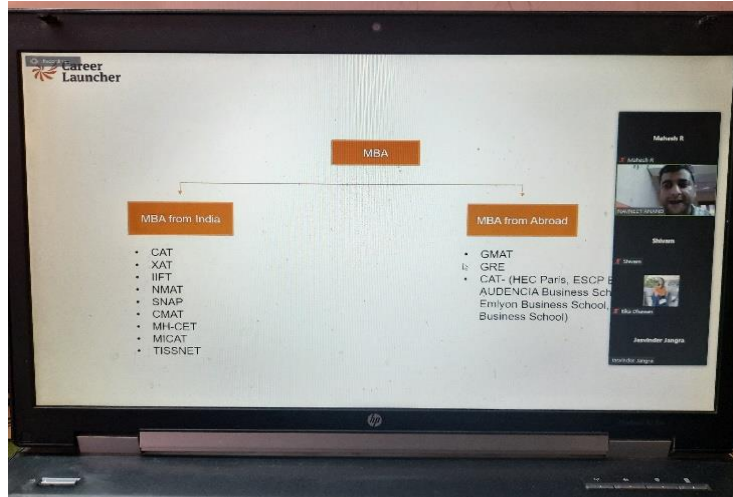 Career
Launcher
MBA
MBA from India
CAT
XAT
IIFT
NMAT
SNAP
CMAT
MH-CET
MICAT
TISSNET
MBA from Abroad
GMAT
GRE
CAT- (HEC Paris, ESCP
AUDENCIA Business Sch
Emlyon Business School,
Business School)
Mahesh R
Mahesh R
Shivam
Shivam
Jasvinder Jangra
hp